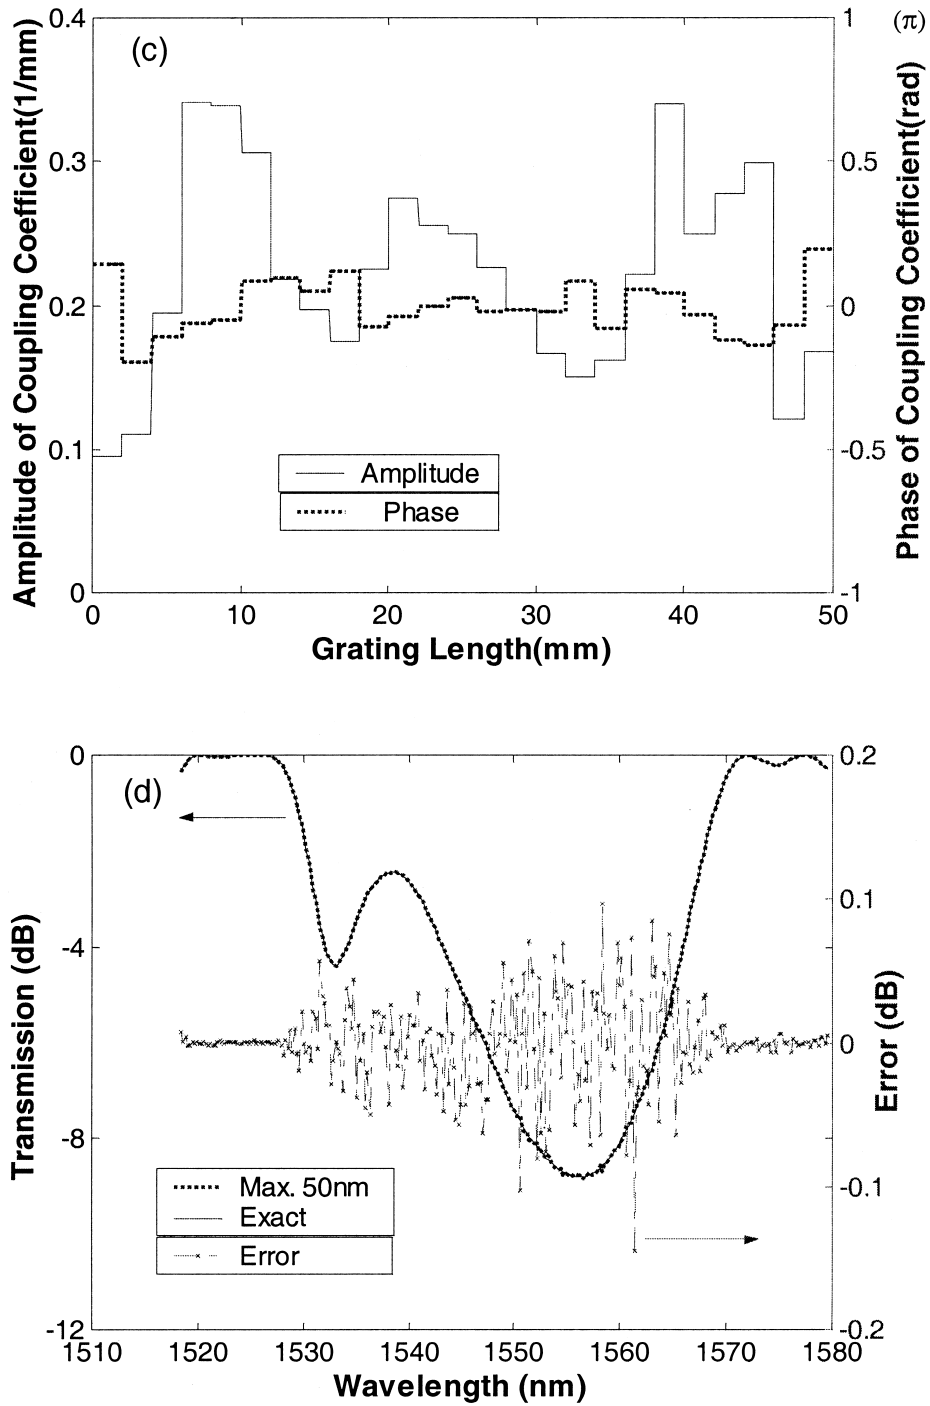 (c)
(π)
Amplitude of Coupling Coefficient(1/mm)
0.4
0.3
0.2
0.1
0
1
0.5
0
-0.5
-1
Phase of Coupling Coefficient(rad)
Amplitude
Phase
0 10 20 30 40 50
Grating Length(mm)
(d)
Transmission (dB)
0
-4
-8
-12
0.2
0.1
0
-0.1
-0.2
Error (dB)
Max. 50nm
Exact
Error
1510 1520 1530 1540 1550 1560 1570 1580
Wavelength (nm)